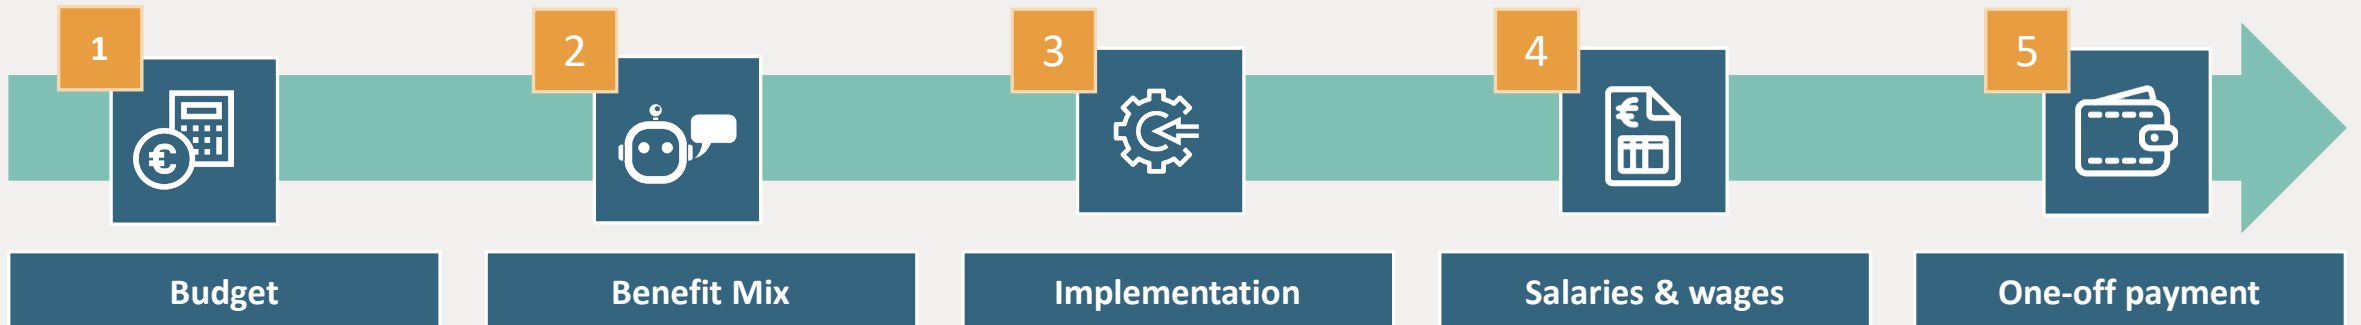 1
2
3
4
5
€
€
Budget
Benefit Mix
Implementation
Salaries & wages
One-off payment